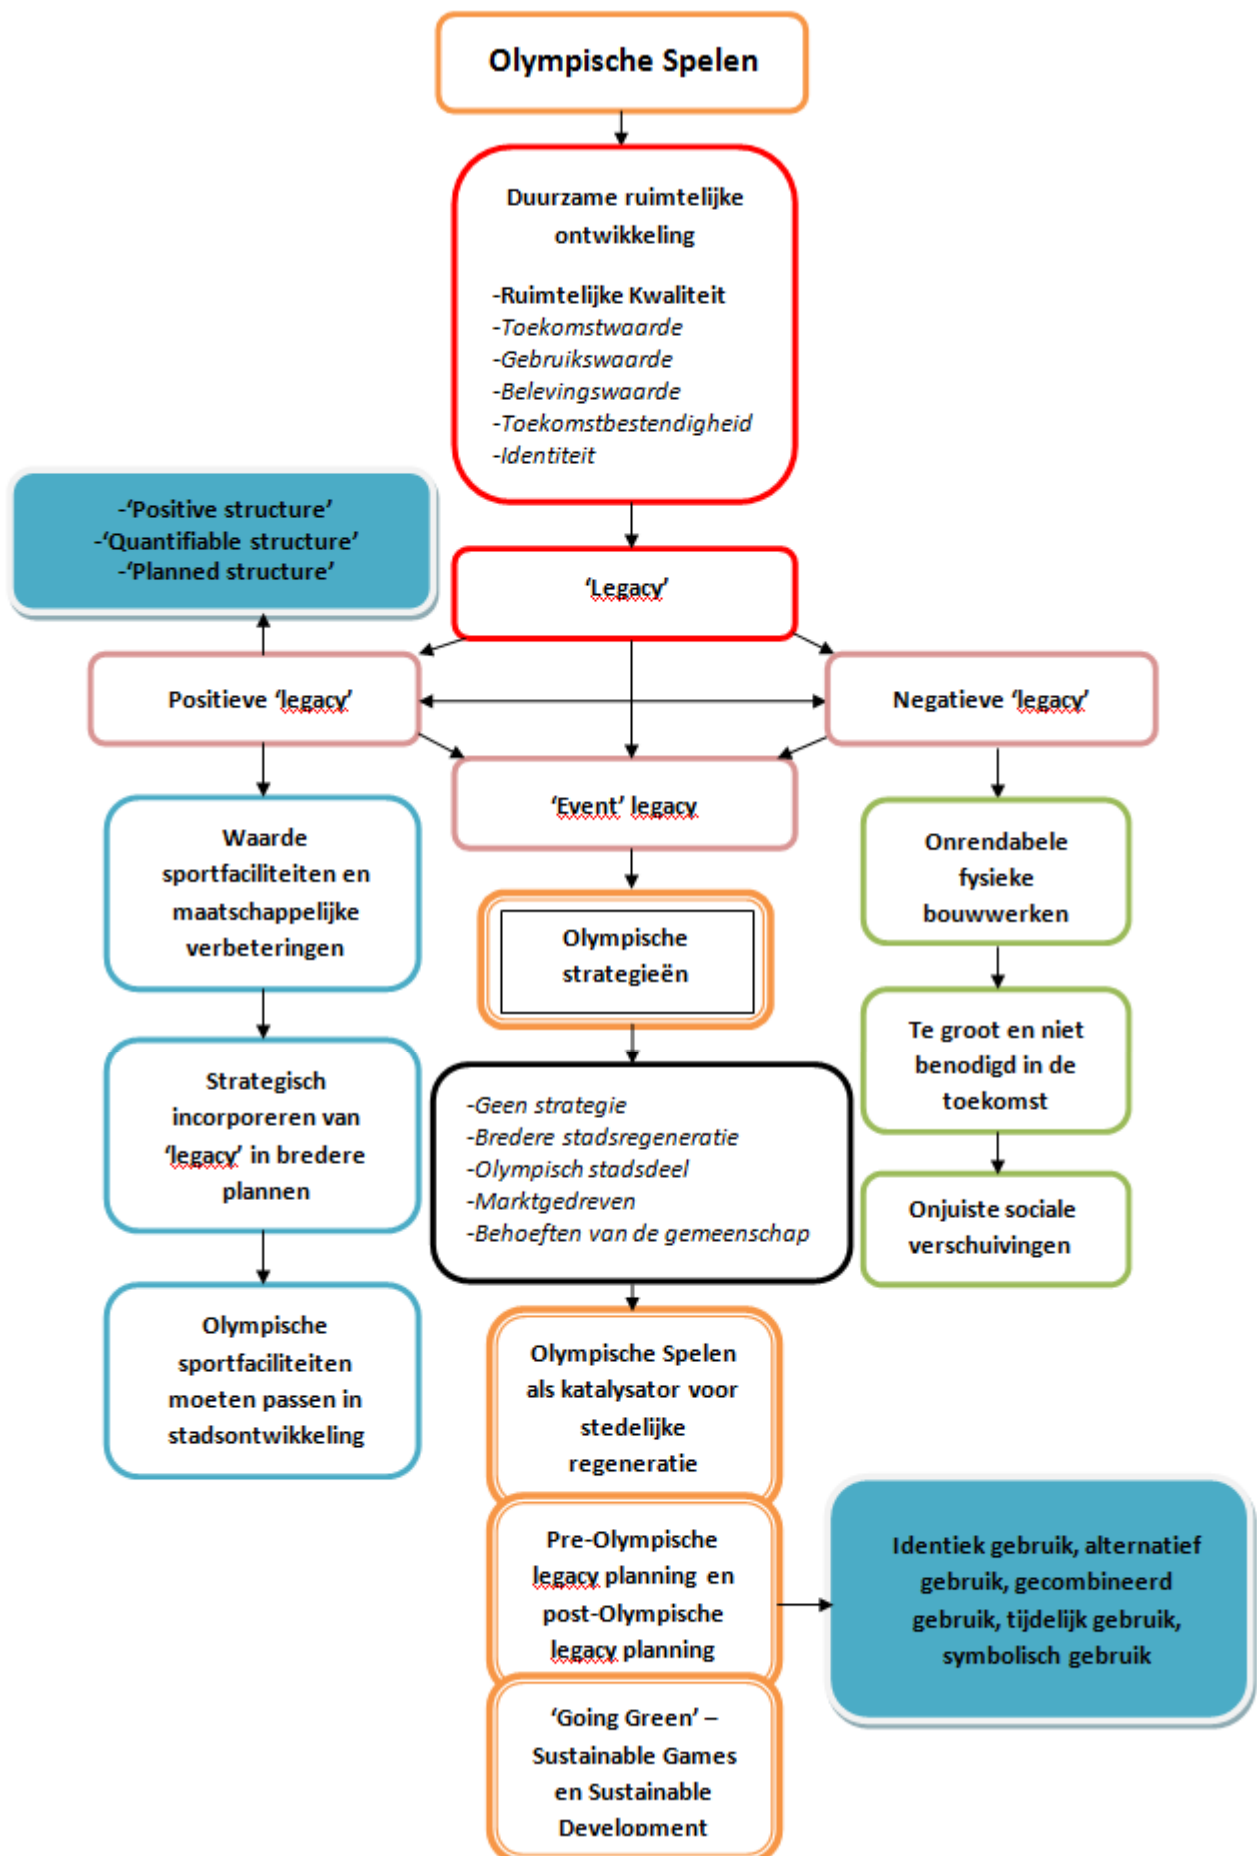 Olympische Spelen
Duurzame ruimtelijke
ontwikkeling
-Ruimtelijke Kwaliteit
-Toekomstwaarde
-Gebruikswaarde
-Belevingswaarde
-Toekomstbestendigheid
-Identiteit
-‘Positive structure’
-‘Quantifiable structure’
-‘Planned structure’
‘Legacy’
Positieve ‘legacy’
Negatieve ‘legacy’
‘Event’ legacy
Waarde
sportfaciliteiten en
maatschappelijke
verbeteringen
Strategisch
incorporeren van
‘legacy’ in bredere
plannen
Olympische
sportfaciliteiten
moeten passen in
stadsontwikkeling
Olympische
strategieën
-Geen strategie
-Bredere stadsregeneratie
-Olympisch stadsdeel
-Marktgedreven
-Behoeften van de gemeenschap
Onrendabele
fysieke
bouwwerken
Te groot en niet
benodigd in de
toekomst
Onjuiste sociale
verschuivingen
Olympische Spelen
als katalysator voor
stedelijke
regeneratie
Pre-Olympische
legacy planning en
post-Olympische
legacy planning
Identiek gebruik, alternatief
gebruik, gecombineerd
gebruik, tijdelijk gebruik,
symbolisch gebruik
‘Going Green’ –
Sustainable Games
en Sustainable
Development